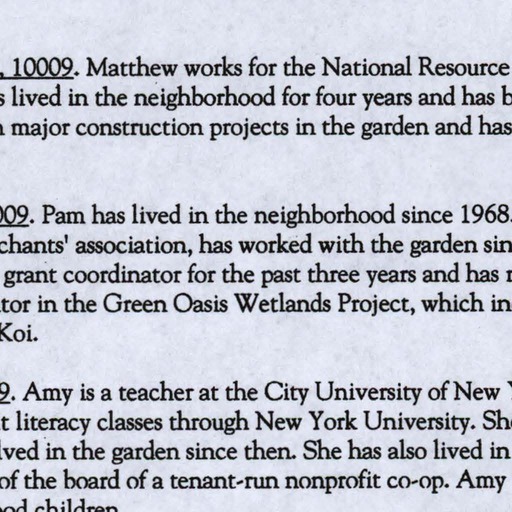 , 10009. Matthew works for the National Resource
s lived in the neighborhood for four years and has b
n major construction projects in the garden and has
009. Pam has lived in the neighborhood since 1968.
chants' association, has worked with the garden sin
grant coordinator for the past three years and has
tor in the Green Oasis Wetlands Project, which in
Koi.
9. Amy is a teacher at the City University of New Y
t literacy classes through New York University. She
lved in the garden since then. She has also lived in
of the board of a tenant-run nonprofit co-op. Amy
ood children.